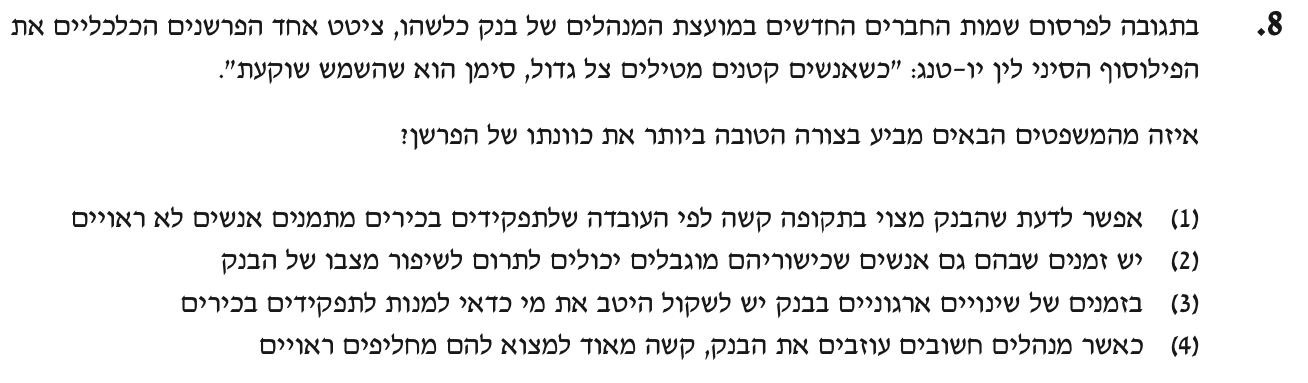 8. בתגובה לפרסום שמות החברים החדשים במועצת המנהלים של בנק כלשהו, ציטט אחד הפרשנים הכלכליים את
הפילוסוף הסיני לין יו-טנג: "כשאנשים קטנים מטילים צל גדול, סימן הוא שהשמש שוקעת".
איזה מהמשפטים הבאים מביע בצורה הטובה ביותר את כוונתו של הפרשן?
(1) אפשר לדעת שהבנק מצוי בתקופה קשה לפי העובדה שלתפקידים בכירים מתמנים אנשים לא ראויים
(2) יש זמנים שבהם גם אנשים שכישוריהם מוגבלים יכולים לתרום לשיפור מצבו של הבנק
(3) בזמנים של שינויים ארגוניים בבנק יש לשקול היטב את מי כדאי למנות לתפקידים בכירים
(4) כאשר מנהלים חשובים עוזבים את הבנק, קשה מאוד למצוא להם מחליפים ראויים